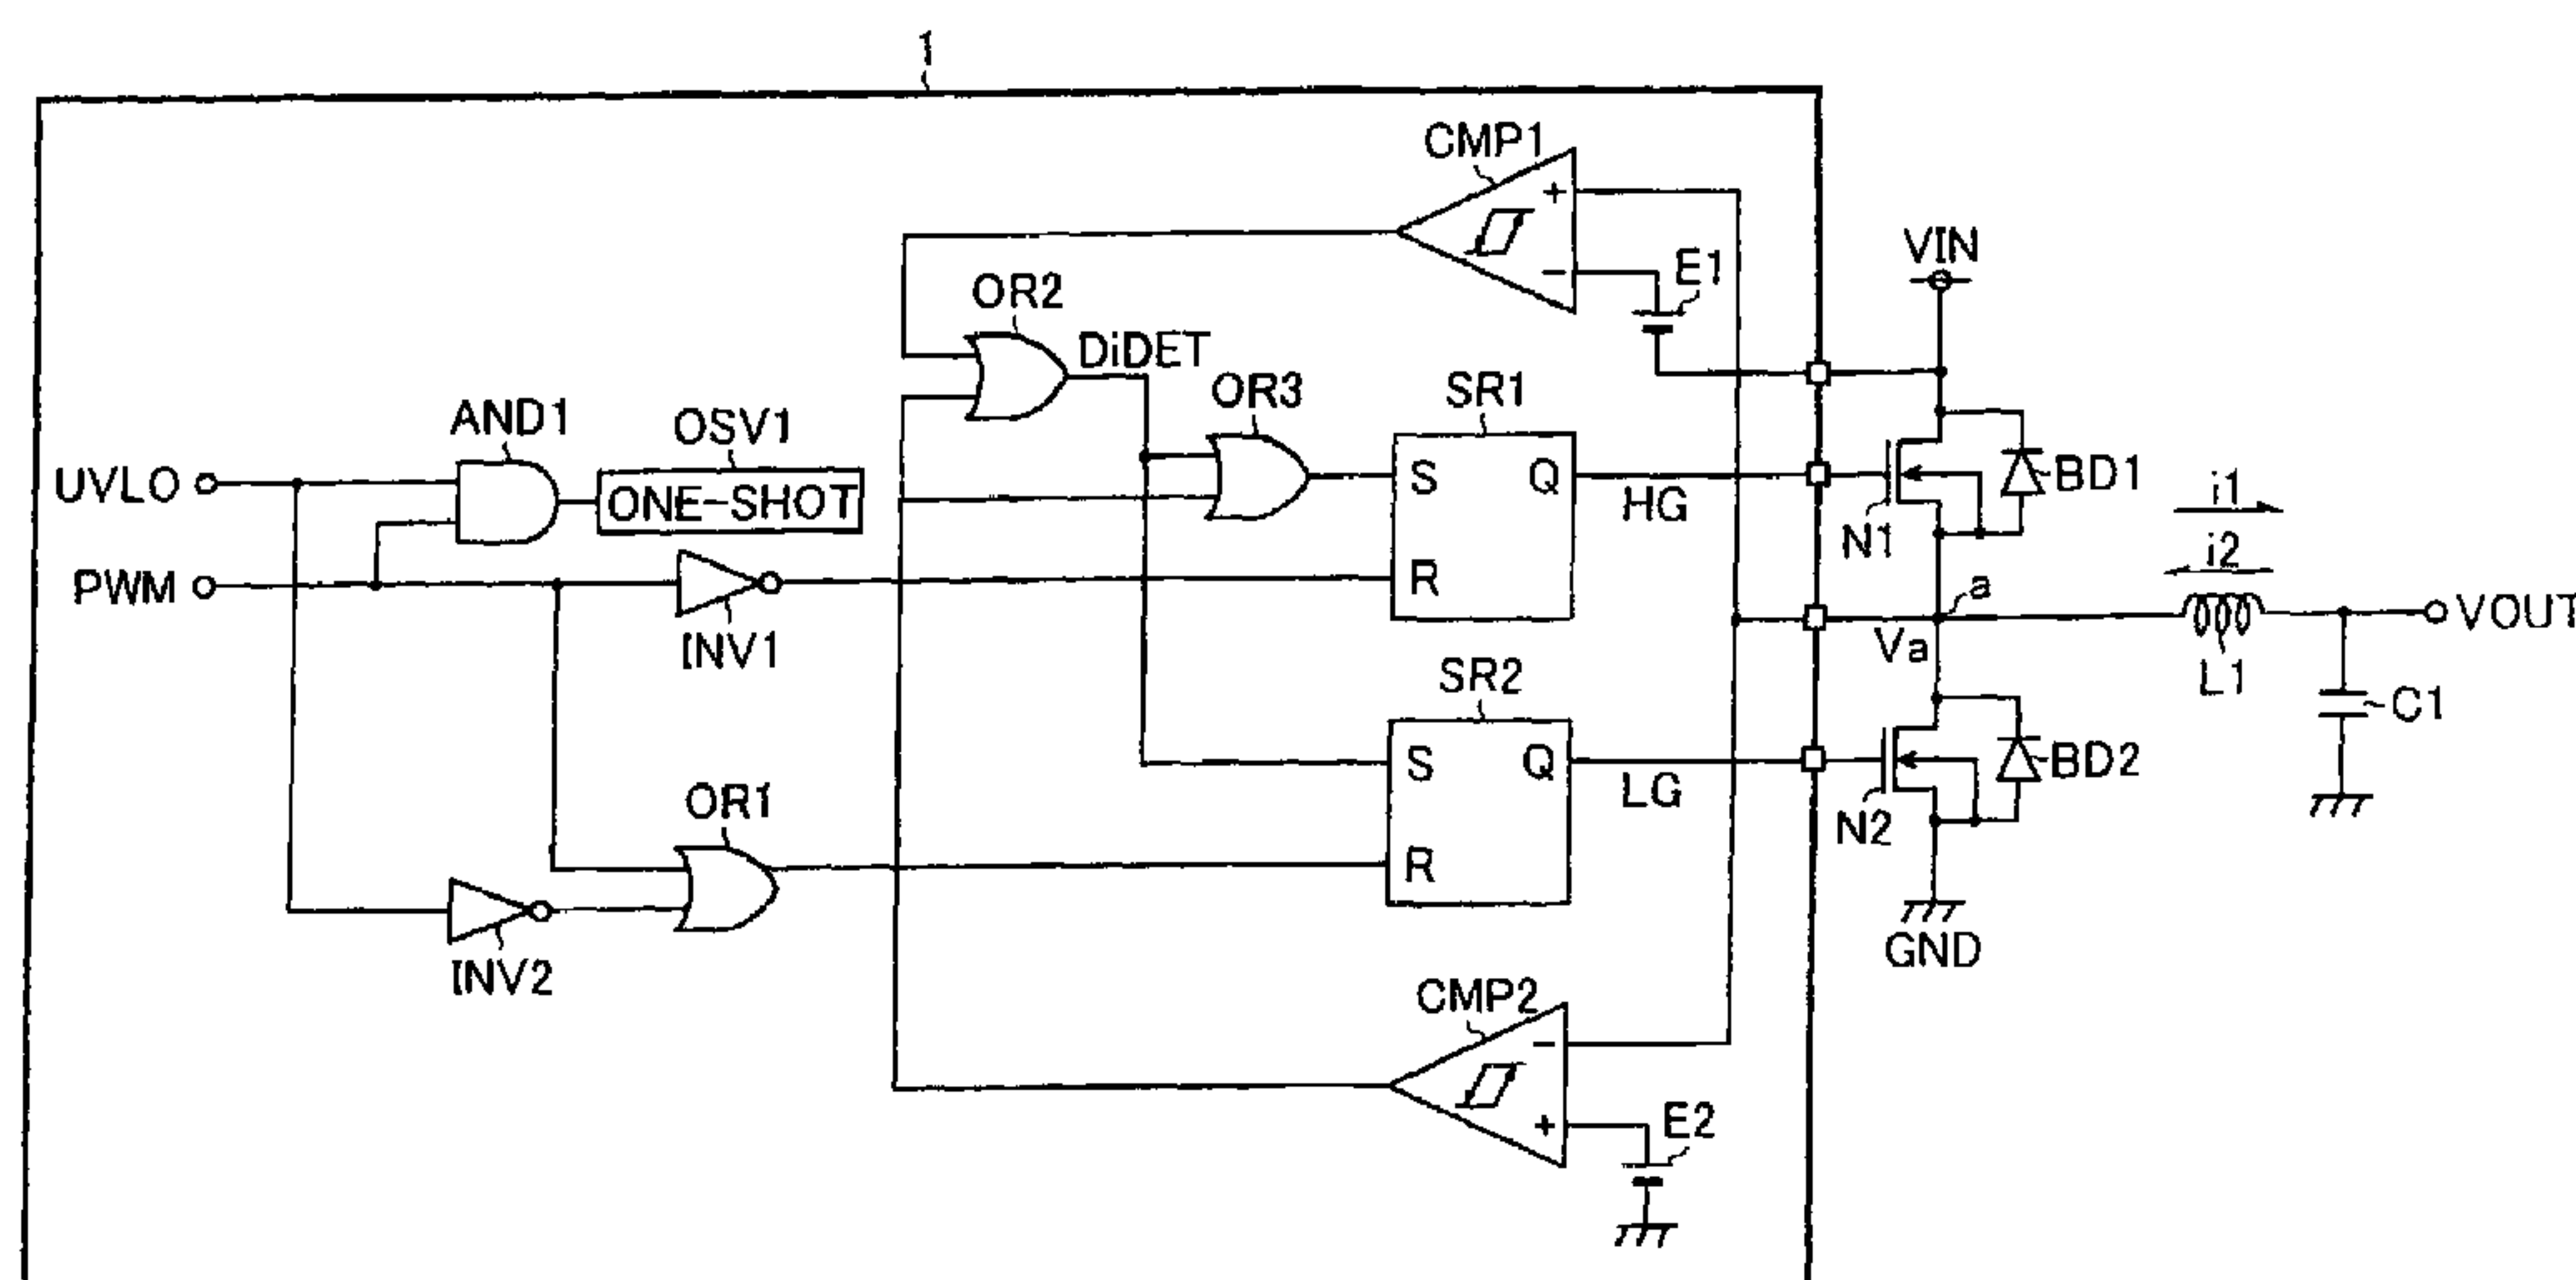 1
CMP1
+
−
E1
VIN
OR2
DiDET
OR3
SR1
AND1
OSV1
UVLO
ONE-SHOT
S
Q
HG
BD1
i1
N1
i2
PWM
R
a
INV1
Va
VOUT
L1
SR2
C1
S
Q
LG
BD2
OR1
N2
R
GND
INV2
CMP2
−
+
E2